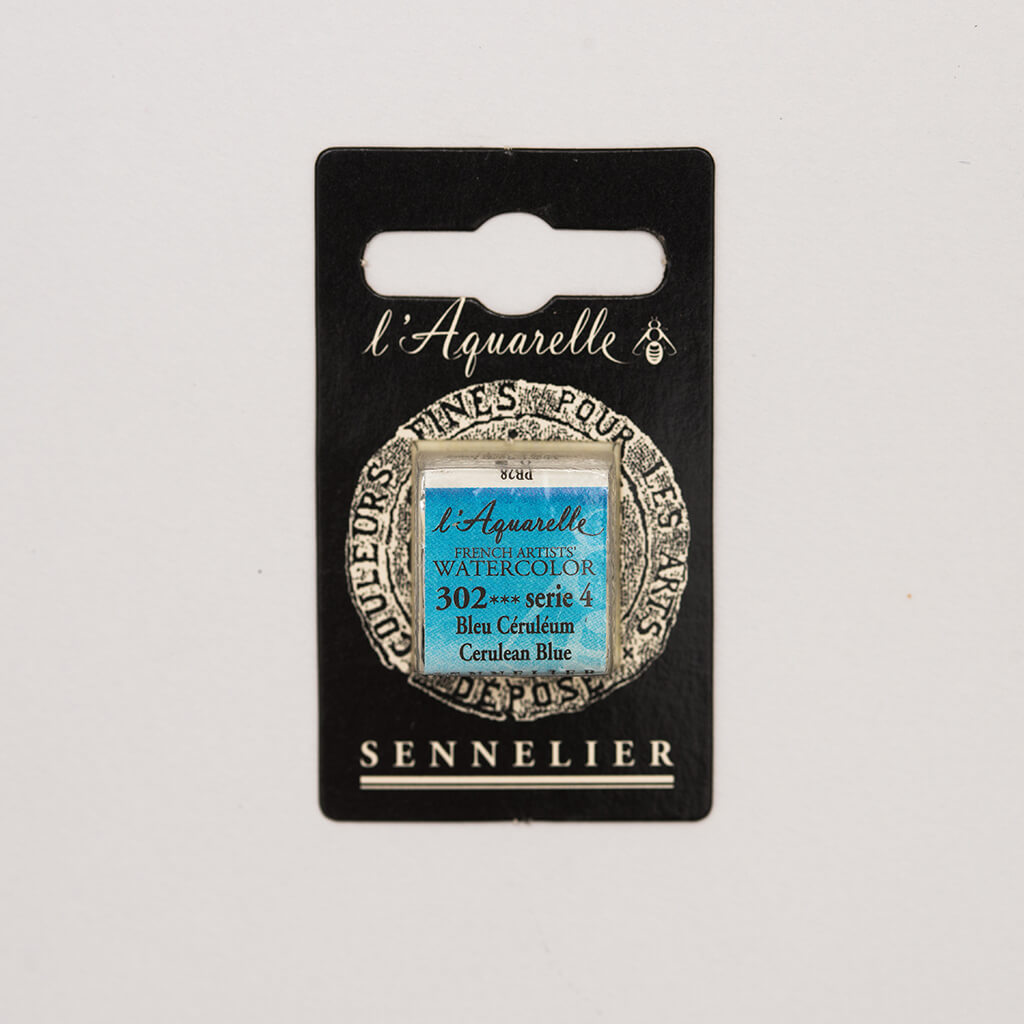 l'Aquarelle
COULEURS FINES POUR LES ARTS
DÉPOSÉ
l'Aquarelle
FRENCH ARTISTS'
WATERCOLOR
302*** serie 4
Bleu Céruléum
Cerulean Blue
SENNELIER
SENNELIER